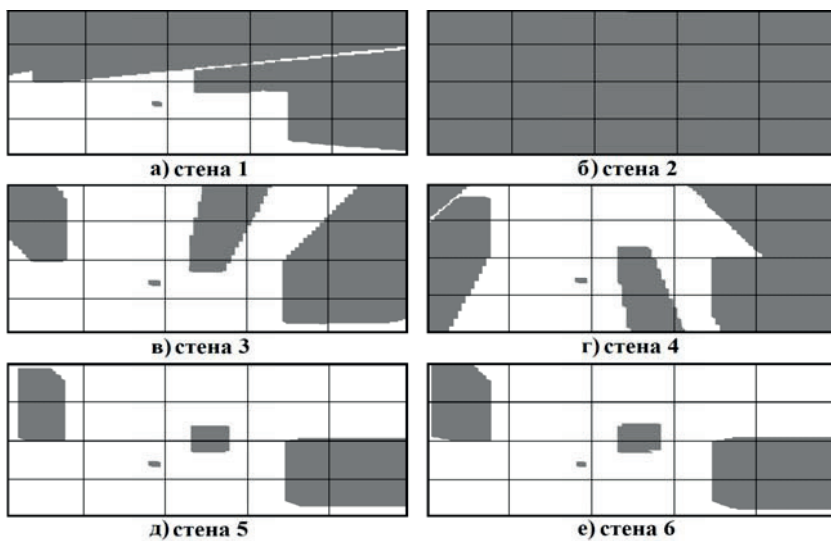 а) стена 1
б) стена 2
в) стена 3
г) стена 4
д) стена 5
е) стена 6